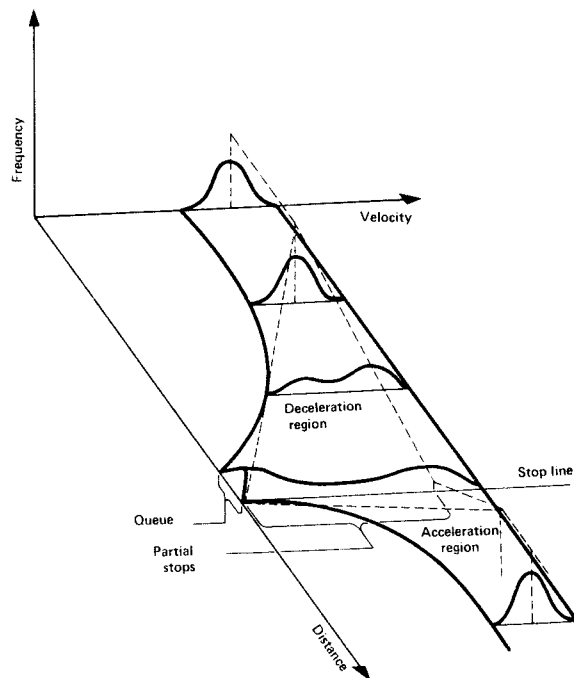 Frequency
Velocity
Deceleration
region
Stop line
Queue
Acceleration
region
Partial
stops
Distance